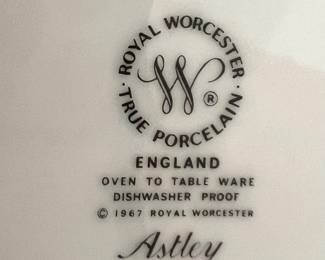 · ROYAL WORCESTER ·
W ®
TRUE PORCELAIN
ENGLAND
OVEN TO TABLE WARE
DISHWASHER PROOF
© 1967 ROYAL WORCESTER
Astley